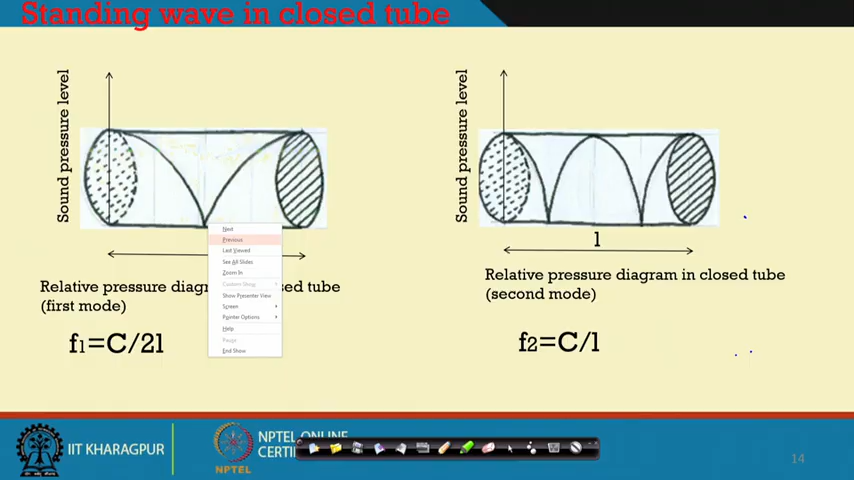 Standing wave in closed tube
Sound pressure level
Sound pressure level
Next
Previous
Last Viewed
See All Slides
Zoom In
Custom Show
Show Presenter View
Screen
Pointer Options
Help
Pause
End Show
l
Relative pressure diagr sed tube
(first mode)
Relative pressure diagram in closed tube
(second mode)
f1=C/2l
f2=C/l
IIT KHARAGPUR
NPTEL
NPTEL ONLINE
CERTI
14